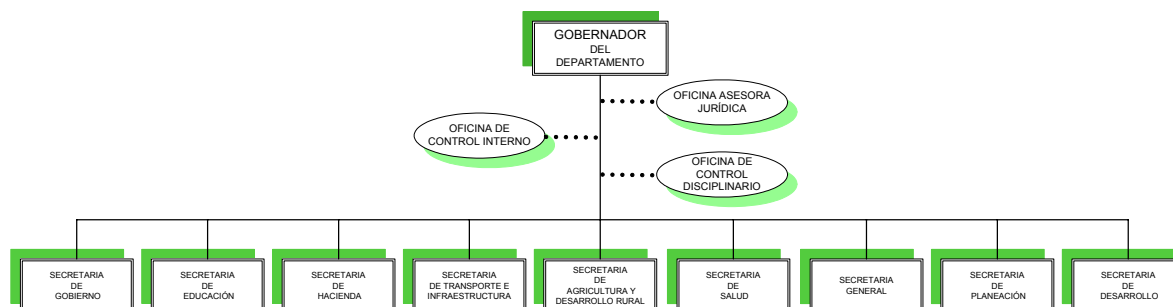 GOBERNADOR
DEL
DEPARTAMENTO
OFICINA ASESORA
JURÍDICA
OFICINA DE
CONTROL INTERNO
OFICINA DE
CONTROL
DISCIPLINARIO
SECRETARIA
DE
GOBIERNO
SECRETARIA
DE
EDUCACIÓN
SECRETARIA
DE
HACIENDA
SECRETARIA
DE TRANSPORTE E
INFRAESTRUCTURA
SECRETARIA
DE
AGRICULTURA Y
DESARROLLO RURAL
SECRETARIA
DE
SALUD
SECRETARIA
GENERAL
SECRETARIA
DE
PLANEACIÓN
SECRETARIA
DE
DESARROLLO